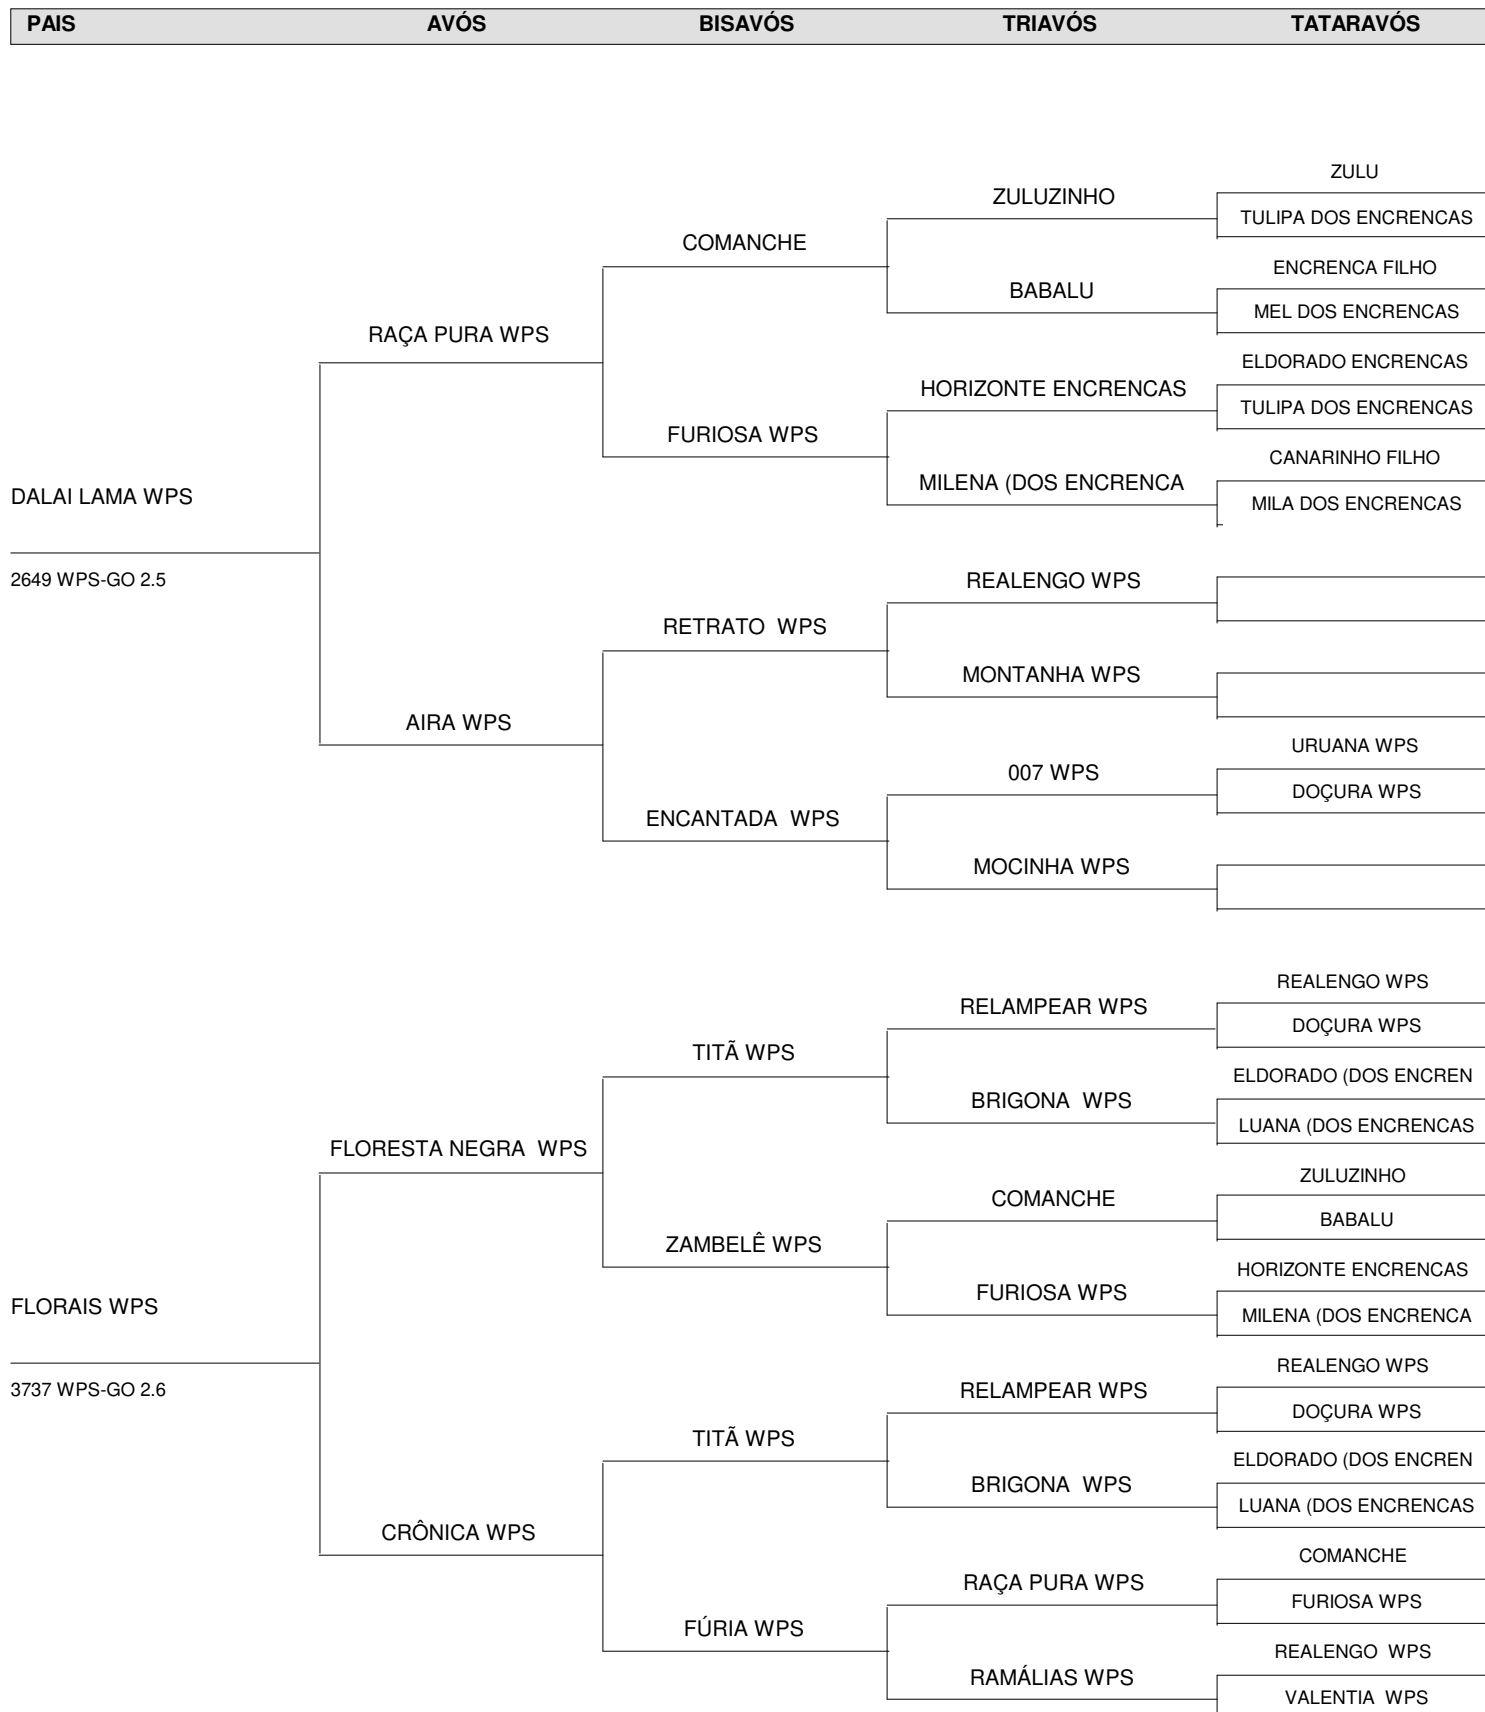 PAIS AVÓS BISAVÓS TRIAVÓS TATARAVÓS
ZULU
ZULUZINHO
TULIPA DOS ENCRENCAS
COMANCHE
ENCRENCA FILHO
BABALU
MEL DOS ENCRENCAS
RAÇA PURA WPS
ELDORADO ENCRENCAS
HORIZONTE ENCRENCAS
TULIPA DOS ENCRENCAS
FURIOSA WPS
CANARINHO FILHO
MILENA (DOS ENCRENCA
DALAI LAMA WPS
MILA DOS ENCRENCAS
2649 WPS-GO 2.5
REALENGO WPS
RETRATO WPS
MONTANHA WPS
AIRA WPS
URUANA WPS
007 WPS
DOÇURA WPS
ENCANTADA WPS
MOCINHA WPS
REALENGO WPS
RELAMPEAR WPS
DOÇURA WPS
TITÃ WPS
ELDORADO (DOS ENCREN
BRIGONA WPS
LUANA (DOS ENCRENCAS
FLORESTA NEGRA WPS
ZULUZINHO
COMANCHE
BABALU
ZAMBELÊ WPS
HORIZONTE ENCRENCAS
FURIOSA WPS
FLORAIS WPS
MILENA (DOS ENCRENCA
REALENGO WPS
3737 WPS-GO 2.6
RELAMPEAR WPS
DOÇURA WPS
TITÃ WPS
ELDORADO (DOS ENCREN
BRIGONA WPS
LUANA (DOS ENCRENCAS
CRÔNICA WPS
COMANCHE
RAÇA PURA WPS
FURIOSA WPS
FÚRIA WPS
REALENGO WPS
RAMÁLIAS WPS
VALENTIA WPS